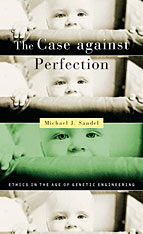 The Case against
Perfection
Michael J. Sandel
ETHICS IN THE AGE OF GENETIC ENGINEERING